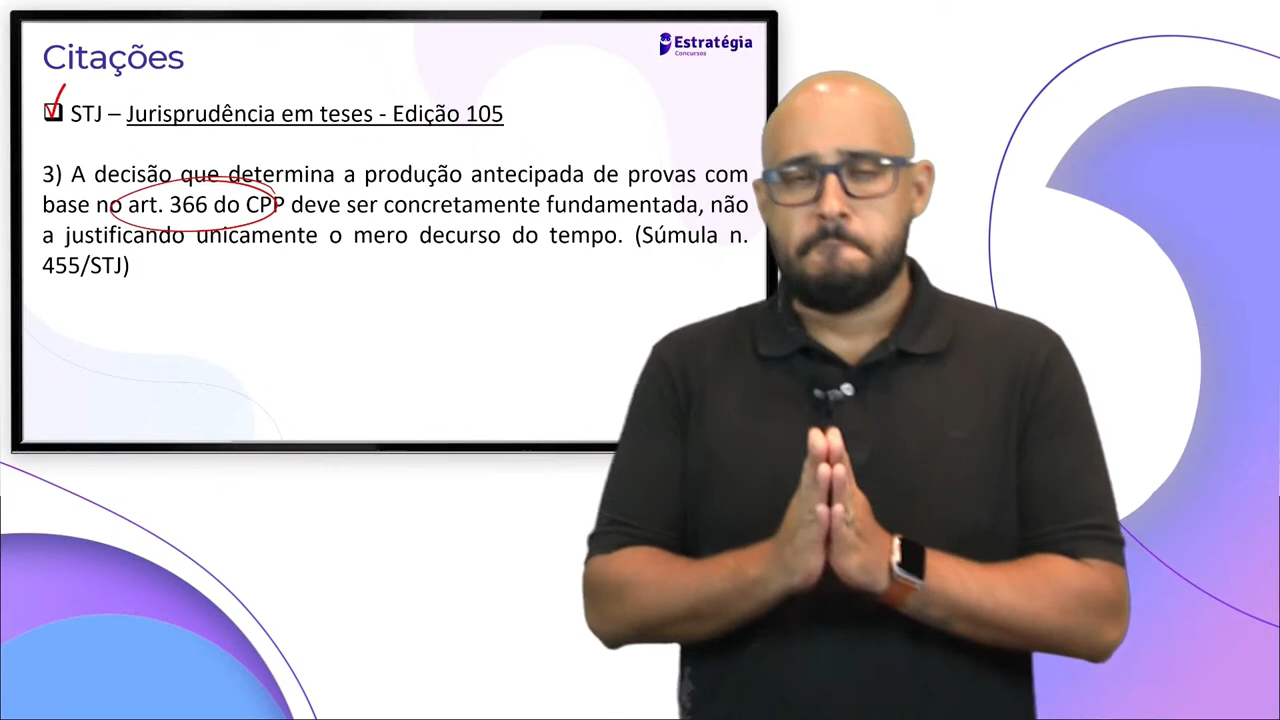 Citações
Estratégia
Concursos
STJ – Jurisprudência em teses - Edição 105
3) A decisão que determina a produção antecipada de provas com
base no art. 366 do CPP deve ser concretamente fundamentada, não
a justificando unicamente o mero decurso do tempo. (Súmula n.
455/STJ)